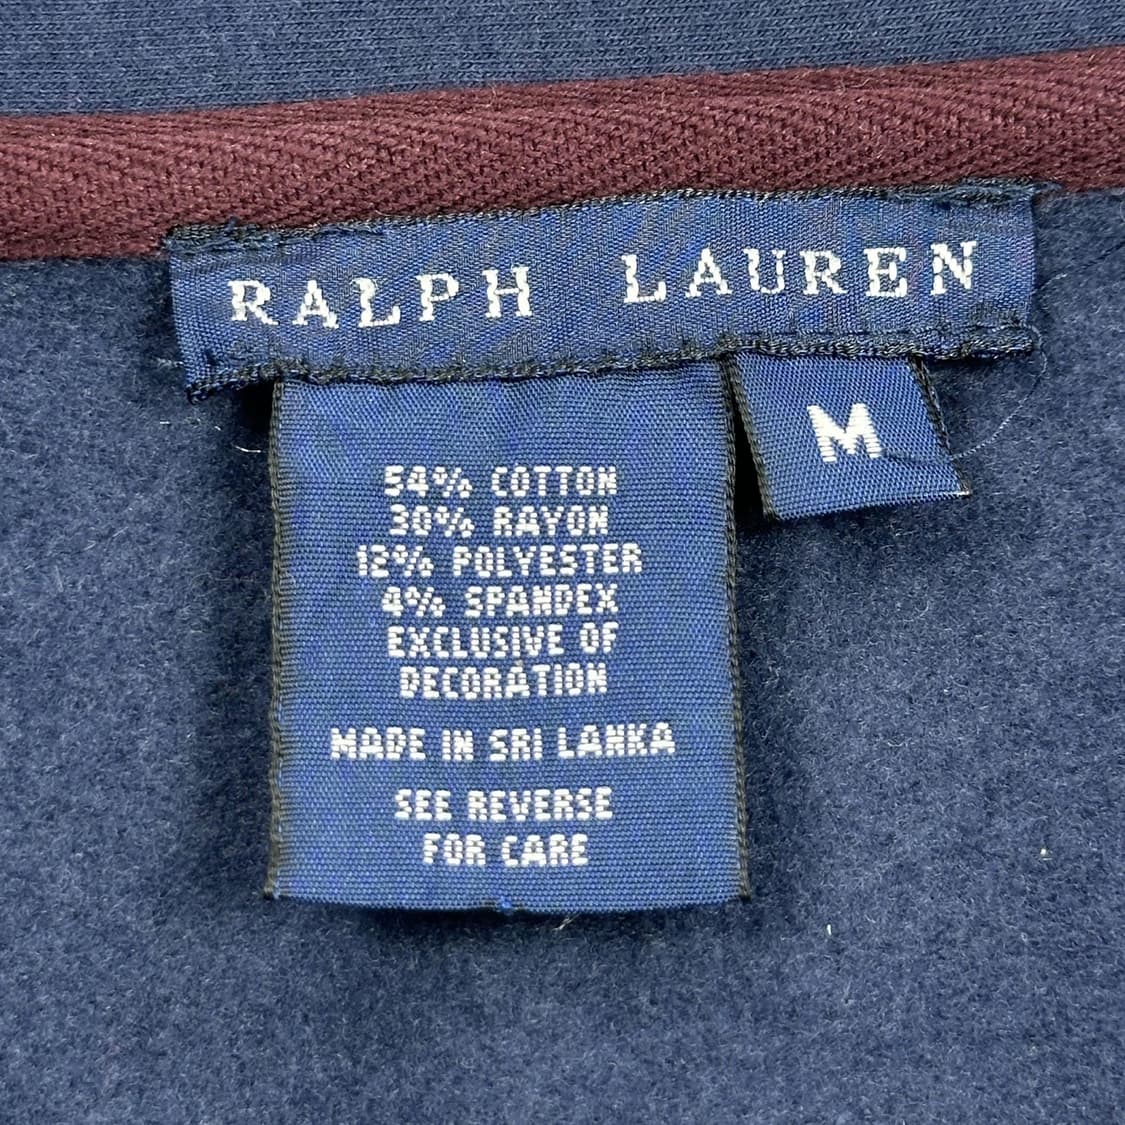 RALPH LAUREN
M
54% COTTON
30% RAYON
12% POLYESTER
4% SPANDEX
EXCLUSIVE OF
DECORATION
MADE IN SRI LANKA
SEE REVERSE
FOR CARE